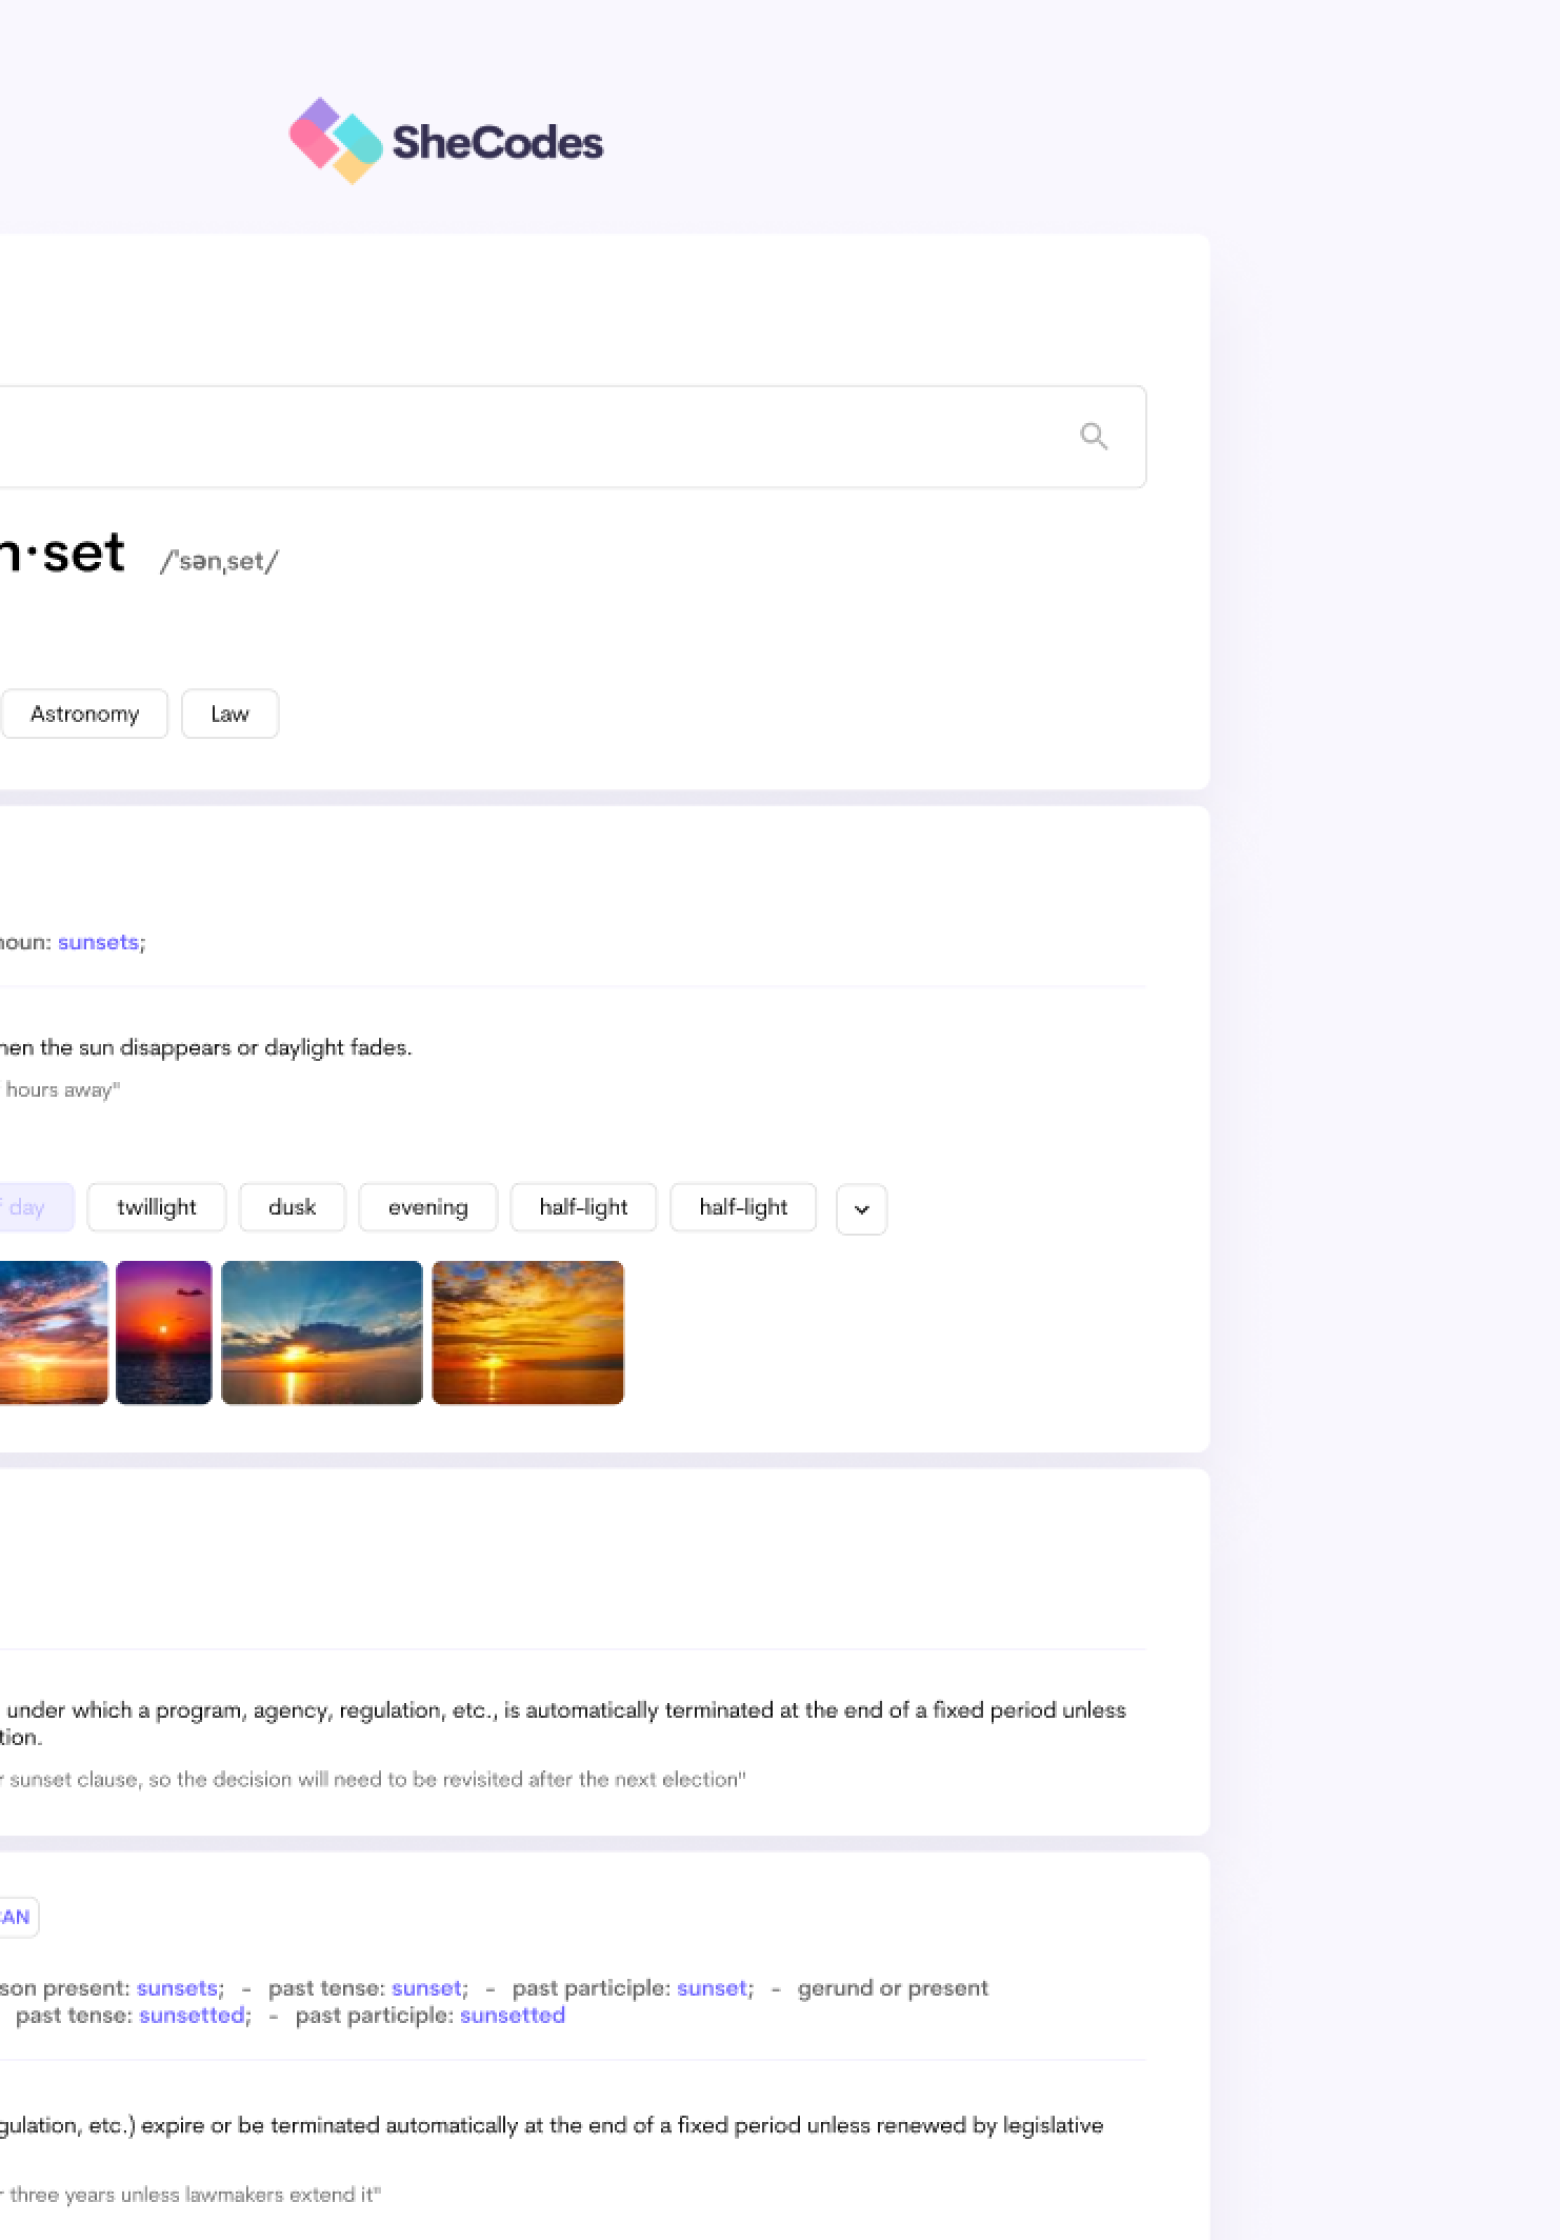 SheCodes
n·set /ˈsənˌset/
Astronomy Law
noun: sunsets;
hen the sun disappears or daylight fades.
hours away"
f day twillight dusk evening half-light half-light
under which a program, agency, regulation, etc., is automatically terminated at the end of a fixed period unless
tion.
r sunset clause, so the decision will need to be revisited after the next election"
CAN
son present: sunsets; - past tense: sunset; - past participle: sunset; - gerund or present
past tense: sunsetted; - past participle: sunsetted
gulation, etc.) expire or be terminated automatically at the end of a fixed period unless renewed by legislative
r three years unless lawmakers extend it"